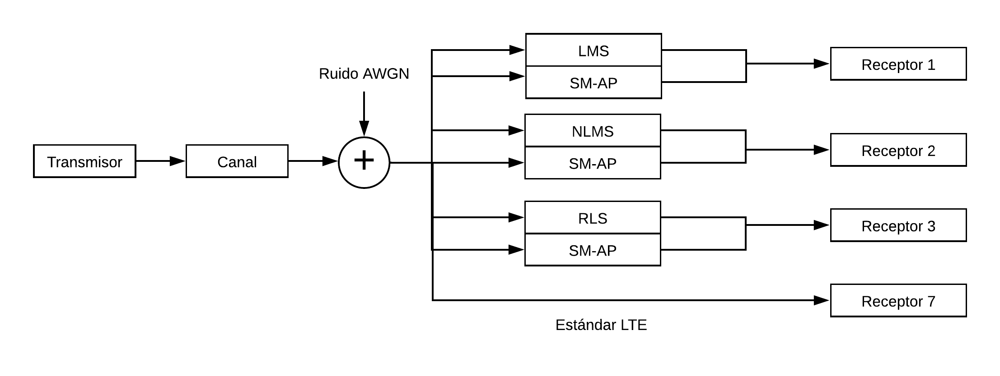 LMS
SM-AP
Receptor 1
Ruido AWGN
NLMS
SM-AP
Receptor 2
Transmisor
Canal
+
RLS
SM-AP
Receptor 3
Receptor 7
Estándar LTE